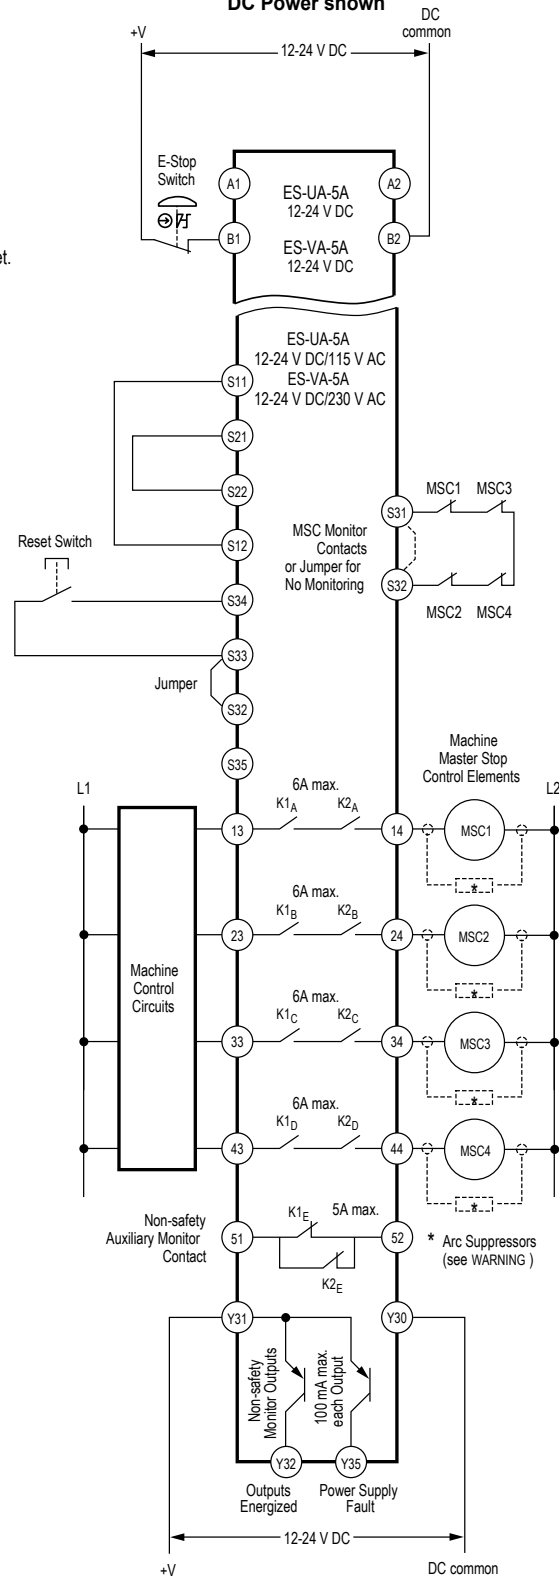 DC Power shown
+V
DC
common
12-24 V DC
E-Stop
Switch
A1
A2
ES-UA-5A
12-24 V DC
B1
B2
ES-VA-5A
12-24 V DC
et.
ES-UA-5A
12-24 V DC/115 V AC
S11
ES-VA-5A
12-24 V DC/230 V AC
S21
S22
MSC1 MSC3
S31
MSC Monitor
Contacts
or Jumper for
No Monitoring
Reset Switch
S12
S32
MSC2 MSC4
S34
S33
Jumper
S32
S35
Machine
Master Stop
Control Elements
L1
L2
6A max.
K1A K2A
13
14
MSC1
*
6A max.
K1B K2B
23
24
MSC2
*
Machine
Control
Circuits
6A max.
K1C K2C
33
34
MSC3
*
6A max.
K1D K2D
43
44
MSC4
*
Non-safety
Auxiliary Monitor
Contact
51
K1E 5A max.
52
K2E
* Arc Suppressors
(see WARNING )
Y31
Y30
Non-safety
Monitor Outputs
100 mA max.
each Output
Y32
Y35
Outputs
Energized
Power Supply
Fault
12-24 V DC
+V
DC common